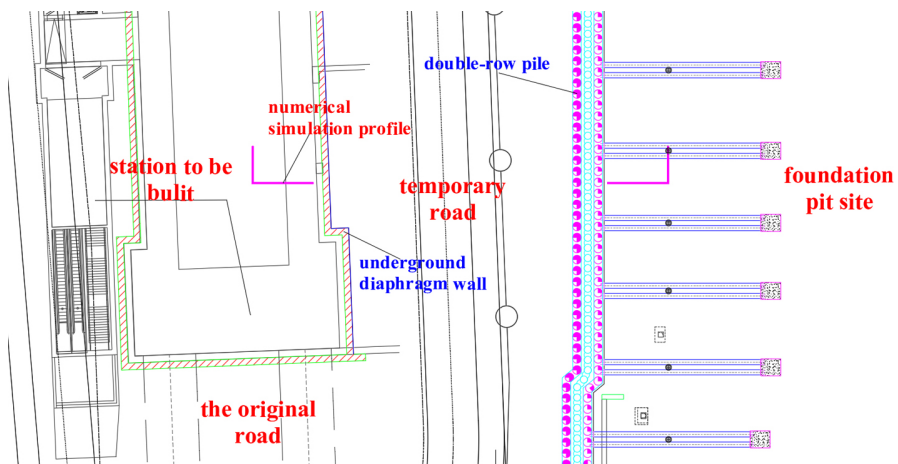 double-row pile
numerical
simulation profile
station to be
bulit
temporary
road
foundation
pit site
underground
diaphragm wall
the original
road